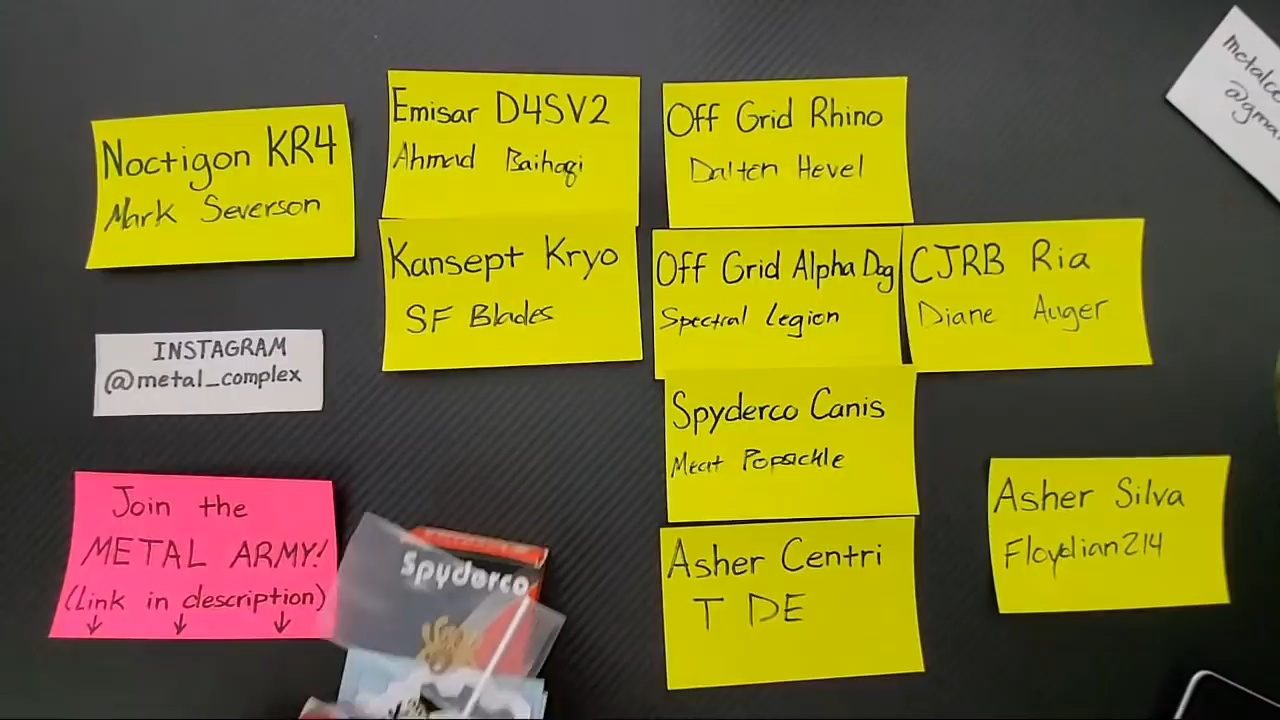 Noctigon KR4
Mark Severson
Emisar D4SV2
Ahmad Baihaqi
Kansept Kryo
SF Blades
Off Grid Rhino
Dalton Hevel
Off Grid Alpha Dog
Spectral Legion
CJRB Ria
Diane Auger
Spyderco Canis
Meat Popsickle
Asher Centri
T DE
Asher Silva
Floydian214
INSTAGRAM
@metal_complex
Join the
METAL ARMY!
(Link in description)
Spyderco